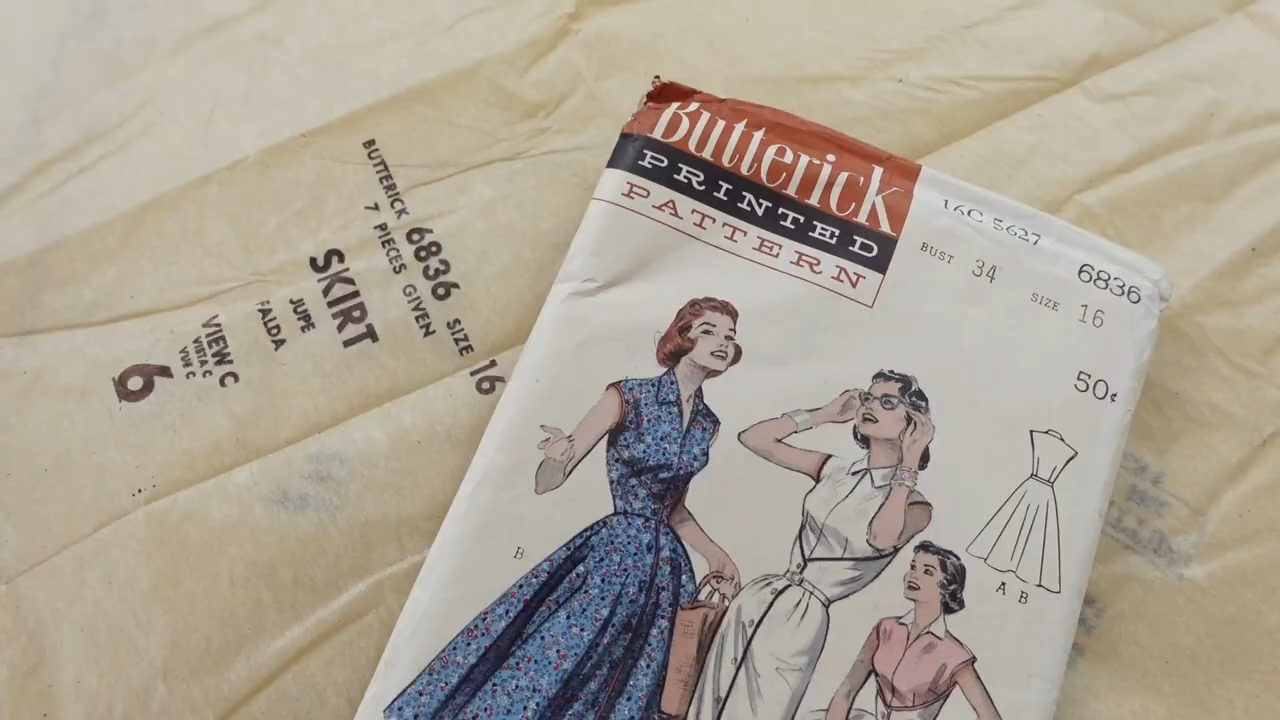 BUTTERICK 6836 SIZE 16
7 PIECES GIVEN
SKIRT
JUPE
FALDA
VIEW C
VISTA C
VUE C
6
Butterick
PRINTED
PATTERN
16C 5627
6836
BUST 34
SIZE 16
50¢
B
A B